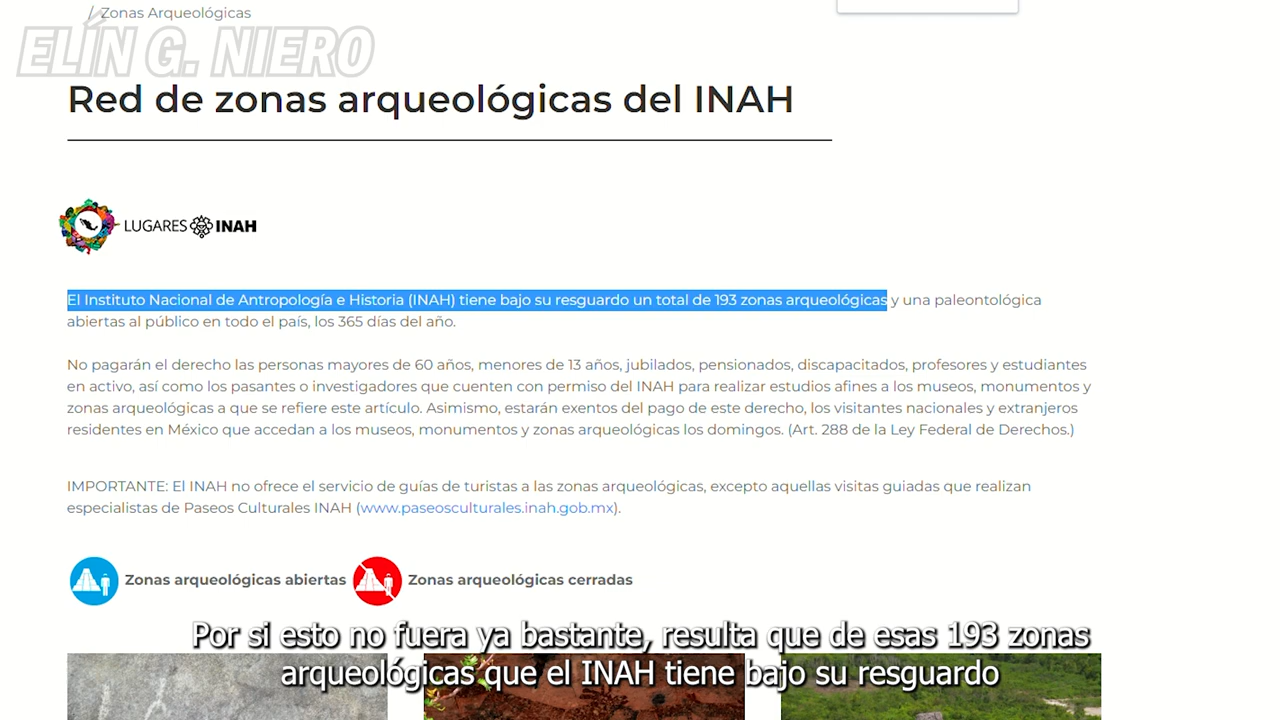 / Zonas Arqueológicas
ELÍN G. NIERO
Red de zonas arqueológicas del INAH
LUGARES INAH
El Instituto Nacional de Antropología e Historia (INAH) tiene bajo su resguardo un total de 193 zonas arqueológicas y una paleontológica
abiertas al público en todo el país, los 365 días del año.
No pagarán el derecho las personas mayores de 60 años, menores de 13 años, jubilados, pensionados, discapacitados, profesores y estudiantes
en activo, así como los pasantes o investigadores que cuenten con permiso del INAH para realizar estudios afines a los museos, monumentos y
zonas arqueológicas a que se refiere este artículo. Asimismo, estarán exentos del pago de este derecho, los visitantes nacionales y extranjeros
residentes en México que accedan a los museos, monumentos y zonas arqueológicas los domingos. (Art. 288 de la Ley Federal de Derechos.)
IMPORTANTE: El INAH no ofrece el servicio de guías de turistas a las zonas arqueológicas, excepto aquellas visitas guiadas que realizan
especialistas de Paseos Culturales INAH (www.paseosculturales.inah.gob.mx).
Zonas arqueológicas abiertas Zonas arqueológicas cerradas
Por si esto no fuera ya bastante, resulta que de esas 193 zonas
arqueológicas que el INAH tiene bajo su resguardo